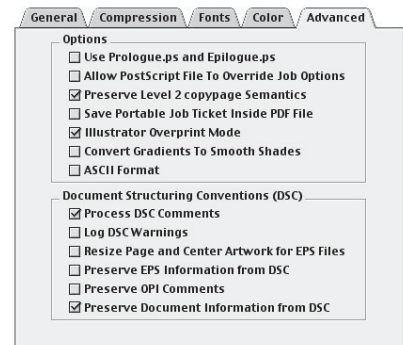 General Compression Fonts Color Advanced
Options
Use Prologue.ps and Epilogue.ps
Allow PostScript File To Override Job Options
Preserve Level 2 copypage Semantics
Save Portable Job Ticket Inside PDF File
Illustrator Overprint Mode
Convert Gradients To Smooth Shades
ASCII Format
Document Structuring Conventions (DSC)
Process DSC Comments
Log DSC Warnings
Resize Page and Center Artwork for EPS Files
Preserve EPS Information from DSC
Preserve OPI Comments
Preserve Document Information from DSC